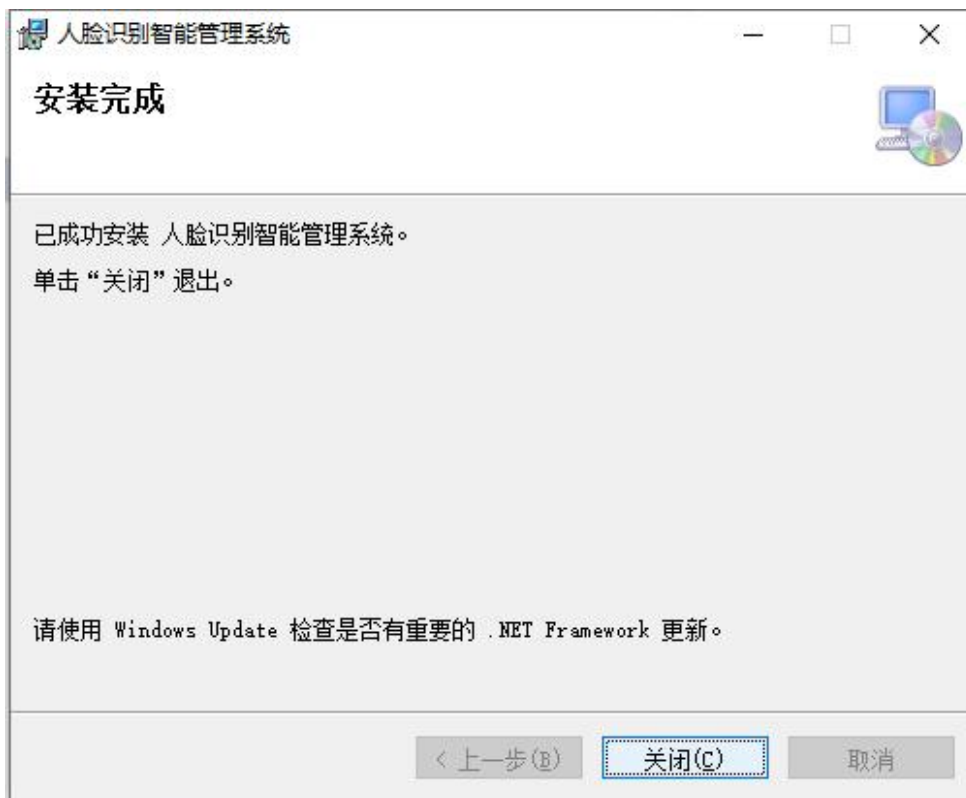 人脸识别智能管理系统
安装完成
已成功安装 人脸识别智能管理系统。
单击“关闭”退出。
请使用 Windows Update 检查是否有重要的 .NET Framework 更新。
< 上一步(B)
关闭(C)
取消